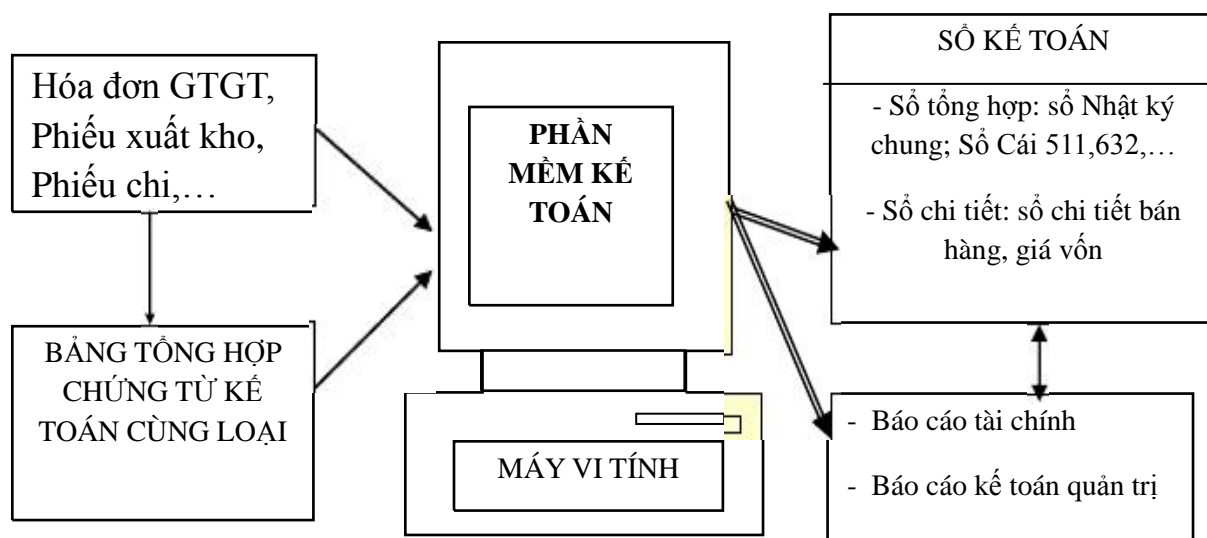 Hóa đơn GTGT,
Phiếu xuất kho,
Phiếu chi,…
BẢNG TỔNG HỢP
CHỨNG TỪ KẾ
TOÁN CÙNG LOẠI
PHẦN
MỀM KẾ
TOÁN
MÁY VI TÍNH
SỔ KẾ TOÁN
- Sổ tổng hợp: sổ Nhật ký
chung; Sổ Cái 511,632,…
- Sổ chi tiết: sổ chi tiết bán
hàng, giá vốn
- Báo cáo tài chính
- Báo cáo kế toán quản trị